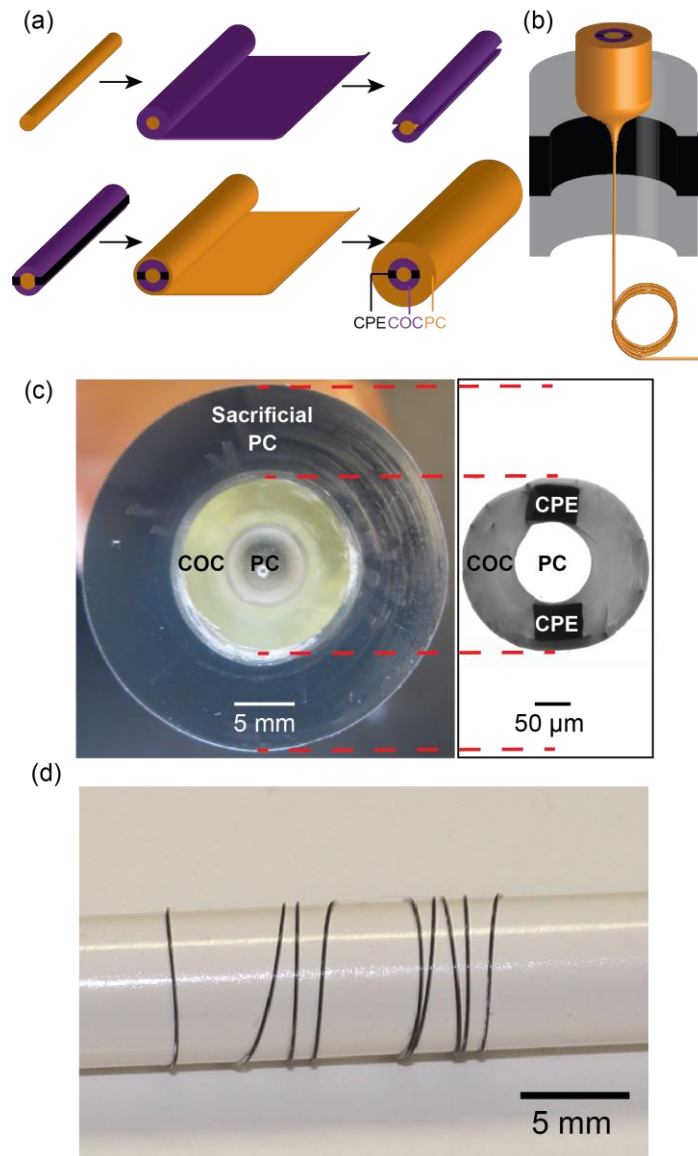 (a)
(b)
CPE COC PC
(c)
Sacrificial
PC
COC
PC
5 mm
CPE
COC
PC
CPE
50 µm
(d)
5 mm